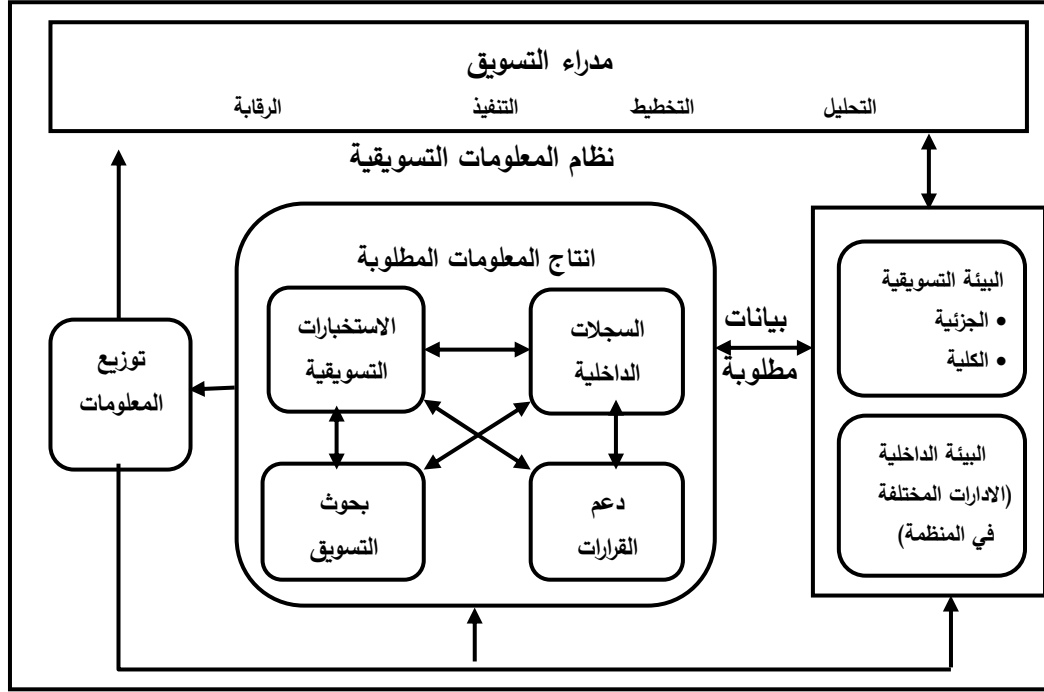 مدراء التسويق
التحليل التخطيط التنفيذ الرقابة
نظام المعلومات التسويقية
البيئة التسويقية
• الجزئية
• الكلية
البيئة الداخلية
(الادارات المختلفة
في المنظمة)
بيانات
مطلوبة
انتاج المعلومات المطلوبة
السجلات
الداخلية
الاستخبارات
التسويقية
دعم
القرارات
بحوث
التسويق
توزيع
المعلومات